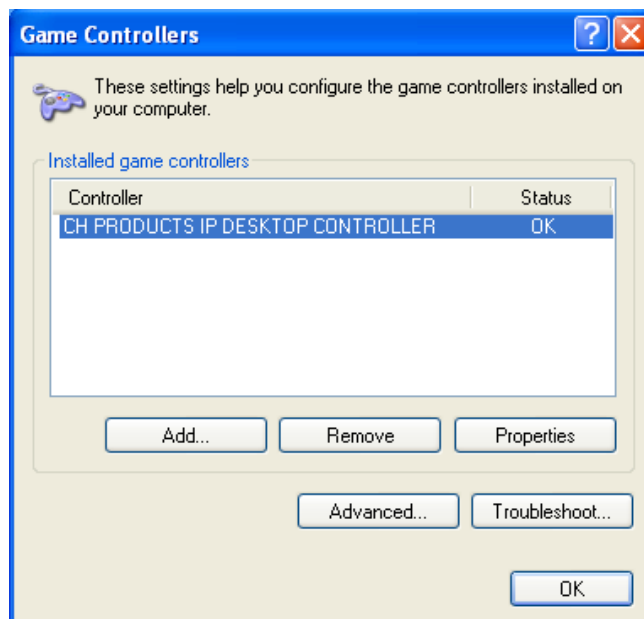 Game Controllers
These settings help you configure the game controllers installed on
your computer.
Installed game controllers
Controller Status
CH PRODUCTS IP DESKTOP CONTROLLER OK
Add... Remove Properties
Advanced... Troubleshoot...
OK